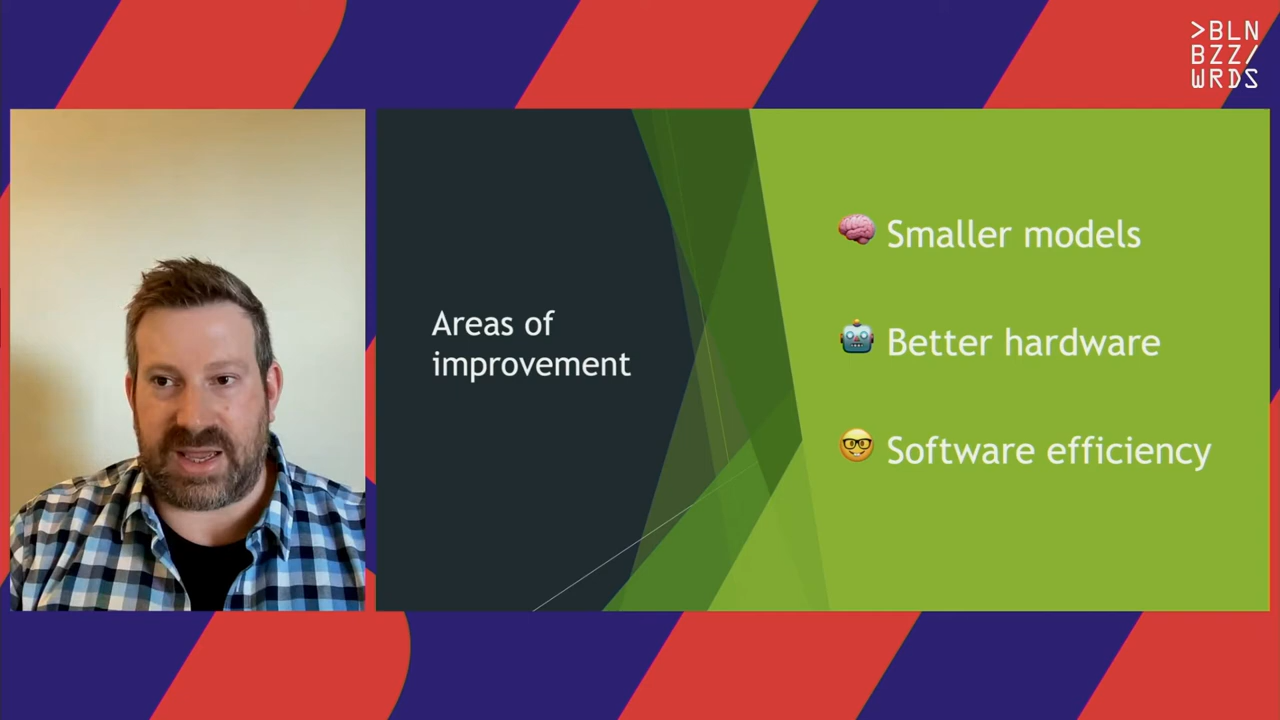 >BLN
BZZ/
WRDS
Areas of
improvement
🧠 Smaller models
🤖 Better hardware
🤓 Software efficiency